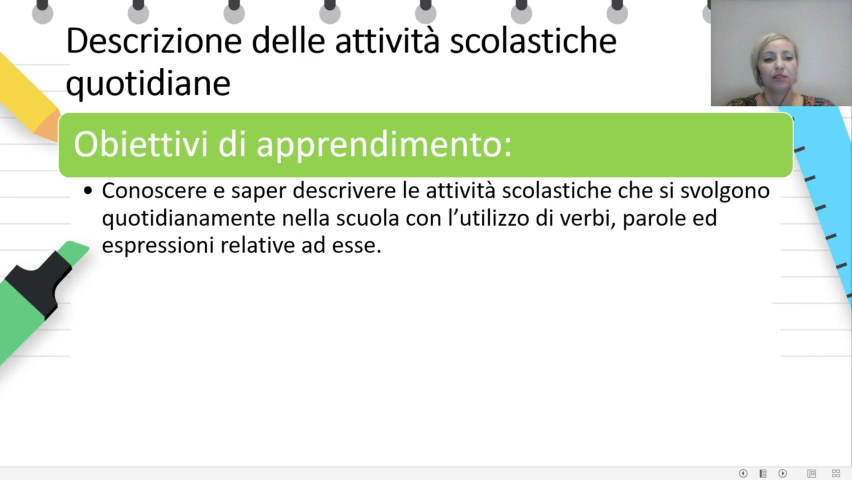 Descrizione delle attività scolastiche
quotidiane
Obiettivi di apprendimento:
• Conoscere e saper descrivere le attività scolastiche che si svolgono
quotidianamente nella scuola con l’utilizzo di verbi, parole ed
espressioni relative ad esse.